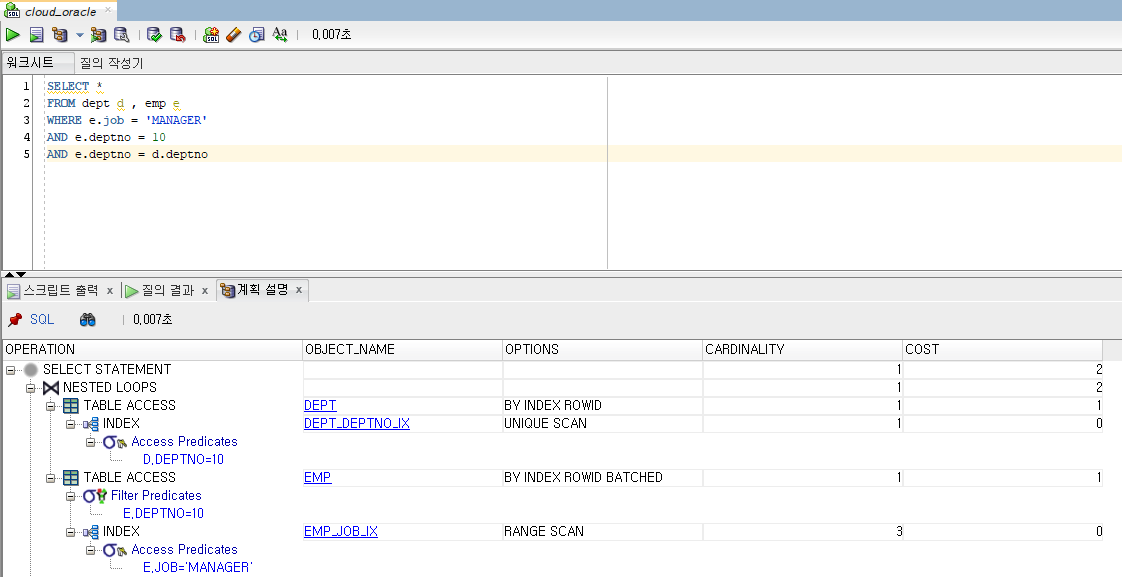 cloud_oracle
0.007초
워크시트 질의 작성기
1 SELECT *
2 FROM dept d , emp e
3 WHERE e.job = 'MANAGER'
4 AND e.deptno = 10
5 AND e.deptno = d.deptno
스크립트 출력 x 질의 결과 x 계획 설명 x
SQL 0.007초
OPERATION OBJECT_NAME OPTIONS CARDINALITY COST
SELECT STATEMENT 1 2
NESTED LOOPS 1 2
TABLE ACCESS DEPT BY INDEX ROWID 1 1
INDEX DEPT_DEPTNO_IX UNIQUE SCAN 1 0
Access Predicates
D.DEPTNO=10
TABLE ACCESS EMP BY INDEX ROWID BATCHED 1 1
Filter Predicates
E.DEPTNO=10
INDEX EMP_JOB_IX RANGE SCAN 3 0
Access Predicates
E.JOB='MANAGER'